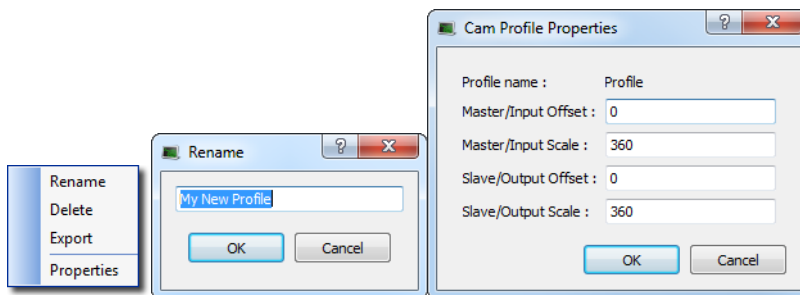 Rename
Delete
Export
Properties
Rename
My New Profile
OK Cancel
Cam Profile Properties
Profile name : Profile
Master/Input Offset : 0
Master/Input Scale : 360
Slave/Output Offset : 0
Slave/Output Scale : 360
OK Cancel